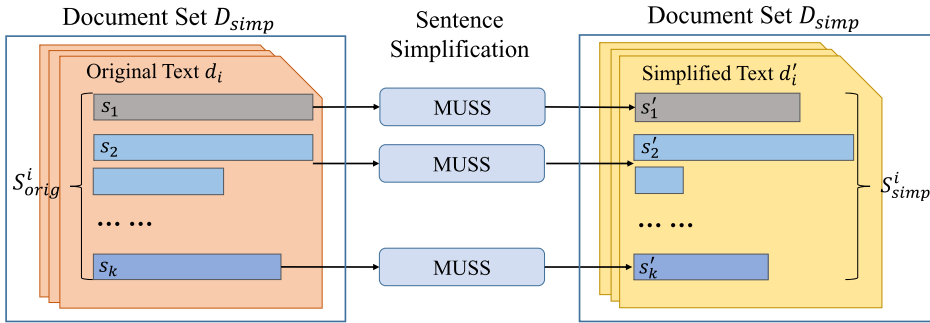 Document Set D_simp
Sentence
Simplification
Document Set D_simp
Original Text d_i
s_1
s_2
… …
s_k
S^i_orig
MUSS
MUSS
MUSS
Simplified Text d′_i
s′_1
s′_2
… …
s′_k
S^i_simp